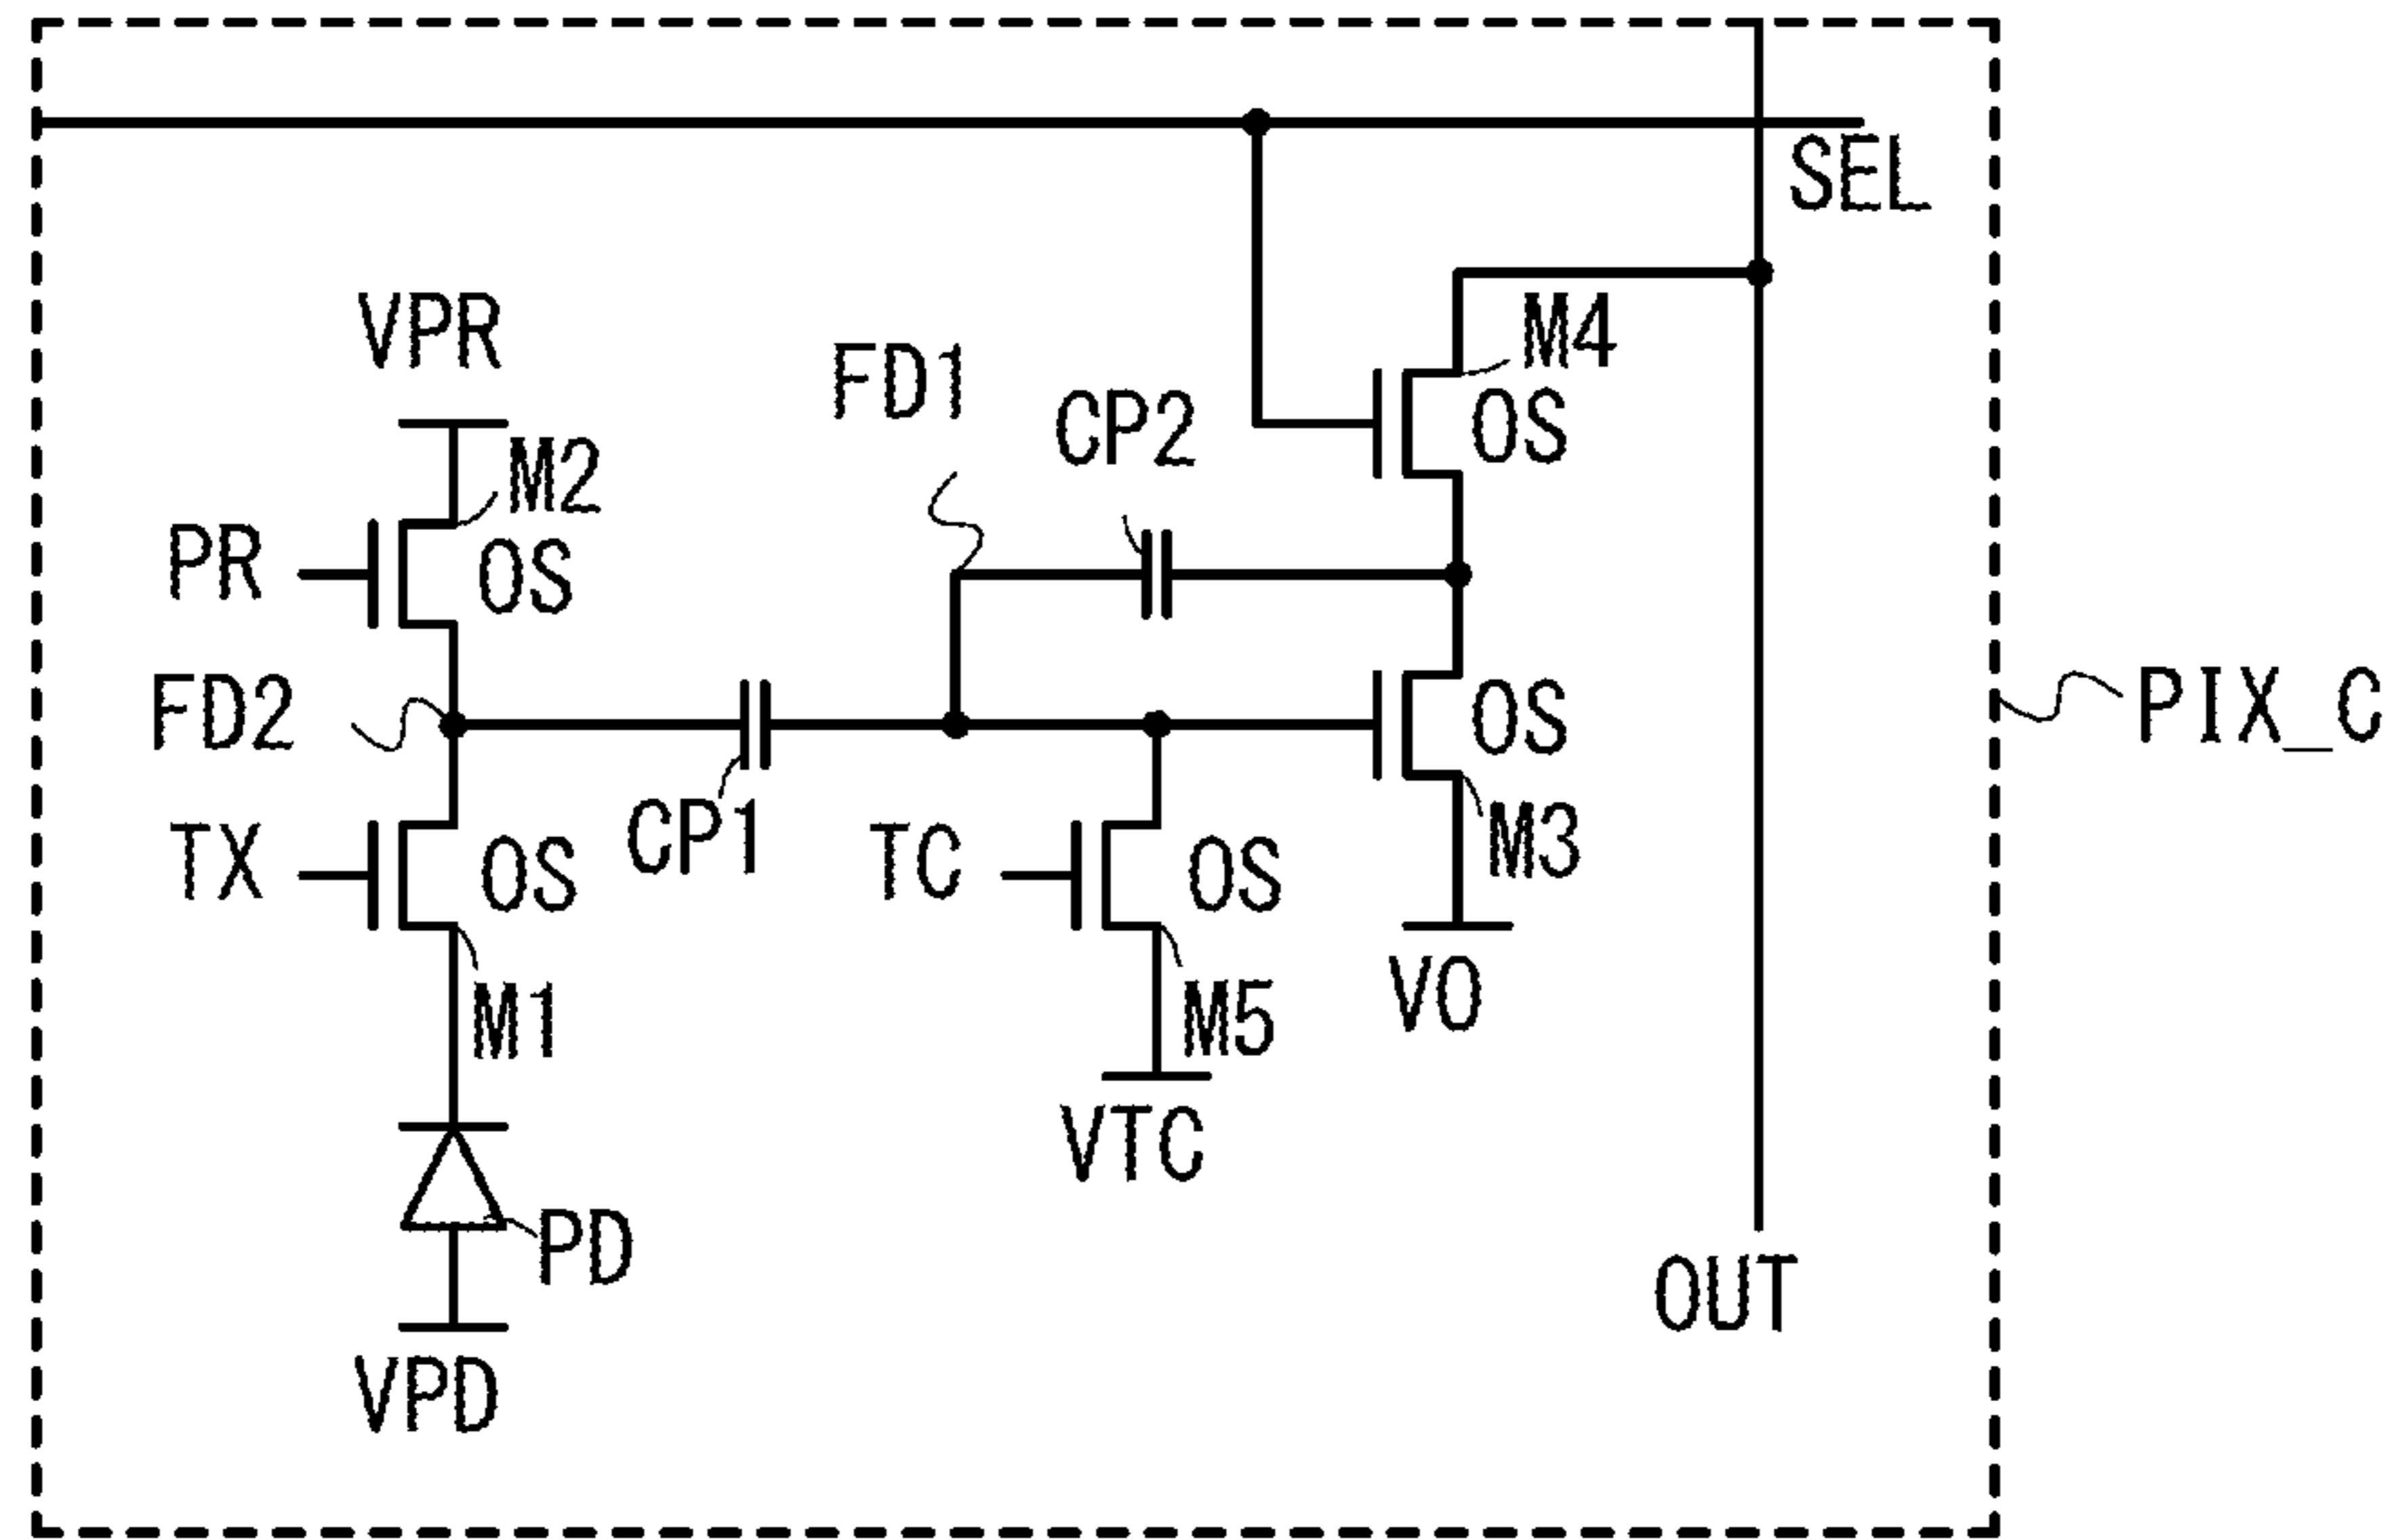 SEL
VPR
FD1
M4
CP2
OS
M2
PR
OS
FD2
OS
PIX_C
TX
OS
CP1
TC
OS
M3
M1
M5
VO
VTC
PD
OUT
VPD